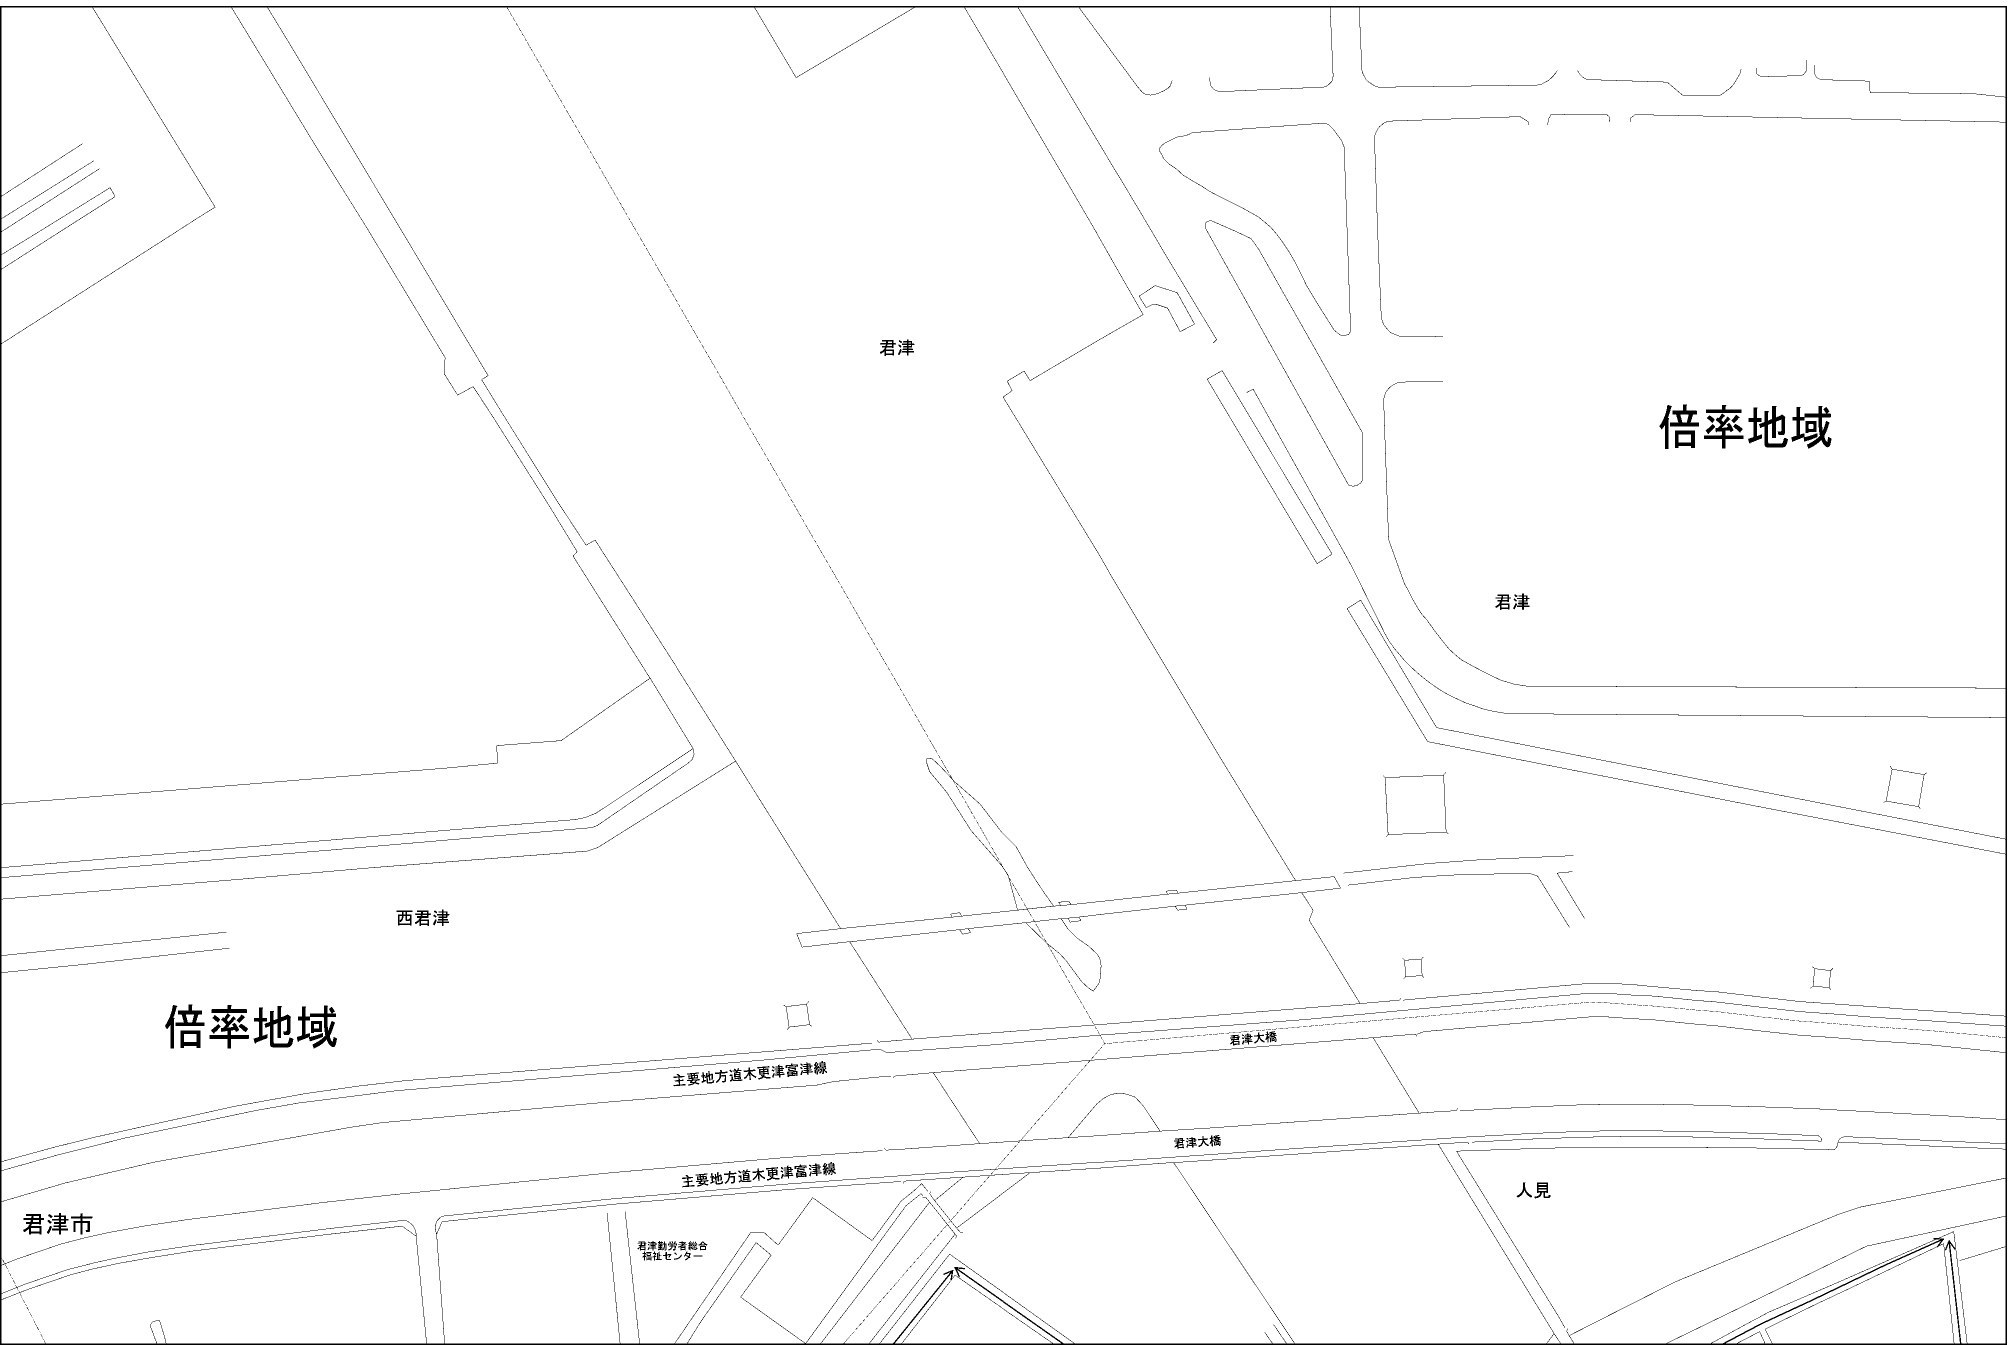 君津
倍率地域
君津
西君津
倍率地域
君津大橋
主要地方道木更津富津線
君津大橋
主要地方道木更津富津線
人見
君津市
君津勤労者総合
福祉センター